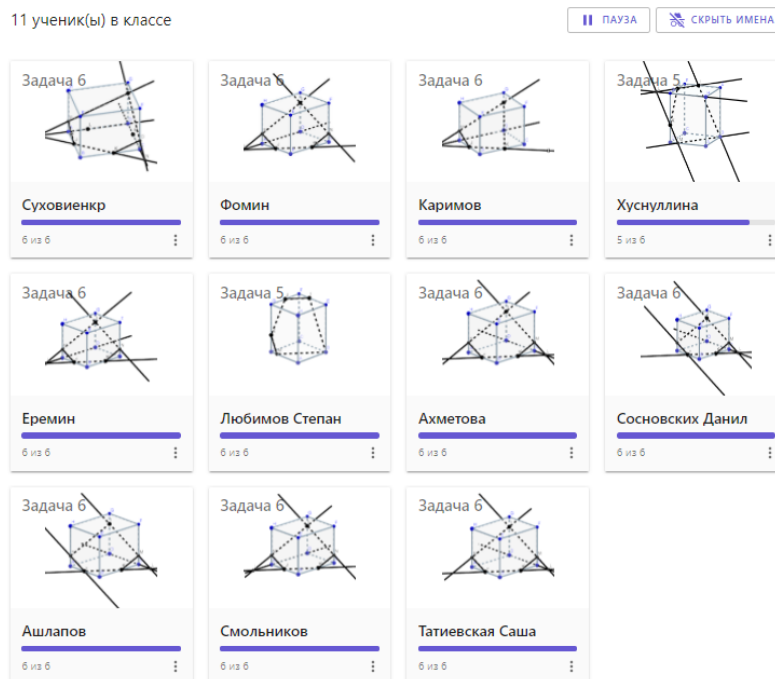 11 ученик(ы) в классе
ПАУЗА
СКРЫТЬ ИМЕНА
Задача 6
Задача 6
Задача 6
Задача 5
Суховиенкр
Фомин
Каримов
Хуснуллина
6 из 6
6 из 6
6 из 6
5 из 6
Задача 6
Задача 5
Задача 6
Задача 6
Еремин
Любимов Степан
Ахметова
Сосновских Данил
6 из 6
6 из 6
6 из 6
6 из 6
Задача 6
Задача 6
Задача 6
Ашлапов
Смольников
Татиевская Саша
6 из 6
6 из 6
6 из 6